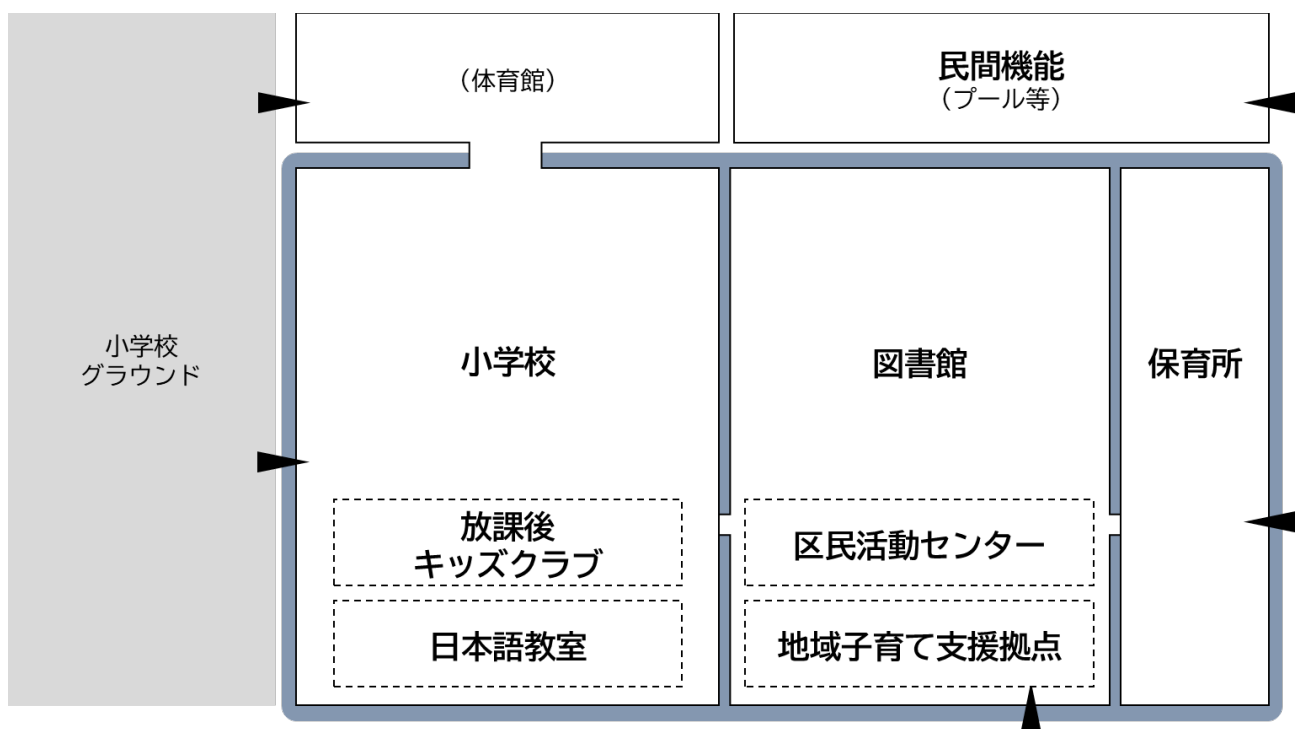 （体育館）
民間機能
（プール等）
小学校
グラウンド
小学校
図書館
保育所
放課後
キッズクラブ
区民活動センター
日本語教室
地域子育て支援拠点